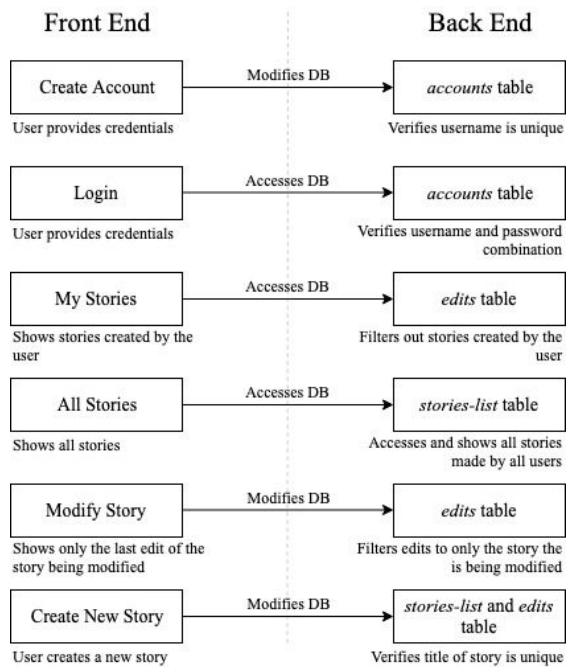 Front End
Back End
Create Account
Modifies DB
accounts table
User provides credentials
Verifies username is unique
Login
Accesses DB
accounts table
User provides credentials
Verifies username and password
combination
My Stories
Accesses DB
edits table
Shows stories created by the
user
Filters out stories created by the
user
All Stories
Accesses DB
stories-list table
Shows all stories
Accesses and shows all stories
made by all users
Modify Story
Modifies DB
edits table
Shows only the last edit of the
story being modified
Filters edits to only the story the
is being modified
Create New Story
Modifies DB
stories-list and edits
table
User creates a new story
Verifies title of story is unique